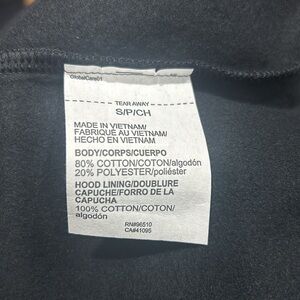 GlobalCare01
TEAR AWAY
S/P/CH
MADE IN VIETNAM/
FABRIQUÉ AU VIETNAM/
HECHO EN VIETNAM
BODY/CORPS/CUERPO
80% COTTON/COTON/algodón
20% POLYESTER/poliéster
HOOD LINING/DOUBLURE
CAPUCHE/FORRO DE LA
CAPUCHA
100% COTTON/COTON/
algodón
RN#96510
CA#41095